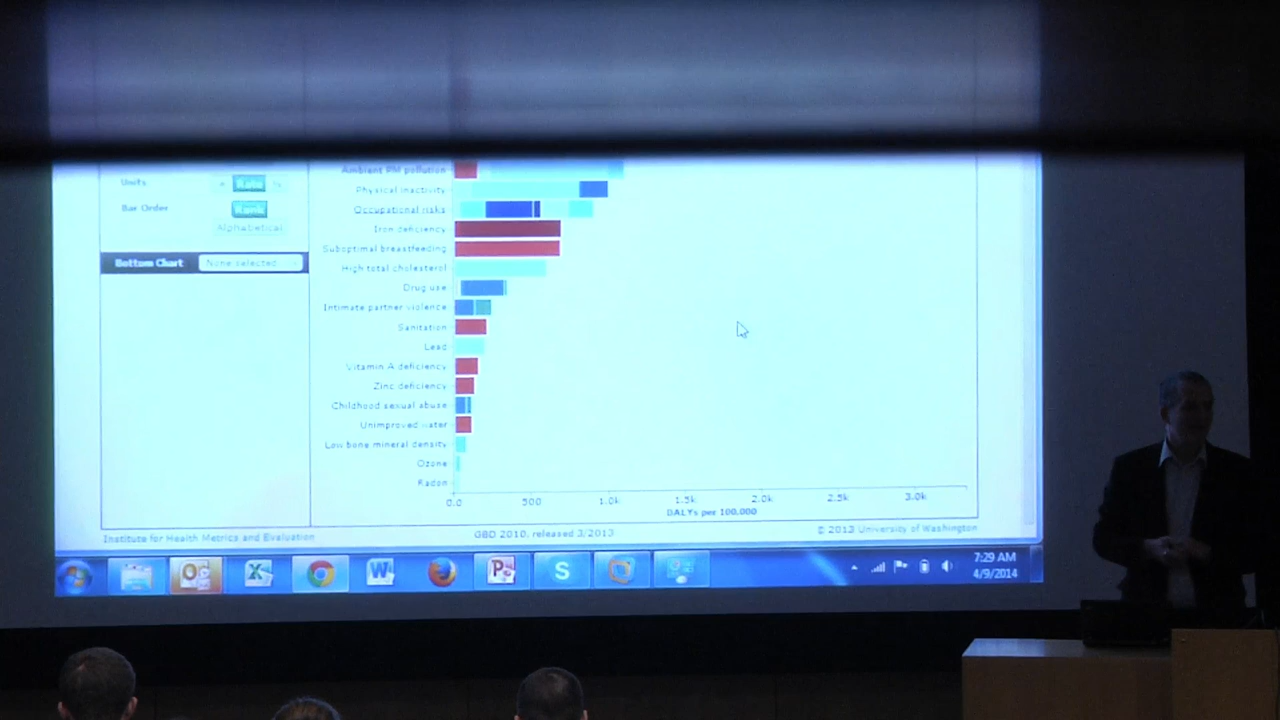 Ambient PM pollution
Units
Rate
%
Physical inactivity
Bar Order
Rank
Alphabetical
Occupational risks
Iron deficiency
Suboptimal breastfeeding
Bottom Chart
None selected
High total cholesterol
Drug use
Intimate partner violence
Sanitation
Lead
Vitamin A deficiency
Zinc deficiency
Childhood sexual abuse
Unimproved water
Low bone mineral density
Ozone
Radon
0.0 500 1.0k 1.5k 2.0k 2.5k 3.0k
DALYs per 100,000
Institute for Health Metrics and Evaluation
GBD 2010, released 3/2013
© 2013 University of Washington
7:29 AM
4/9/2014